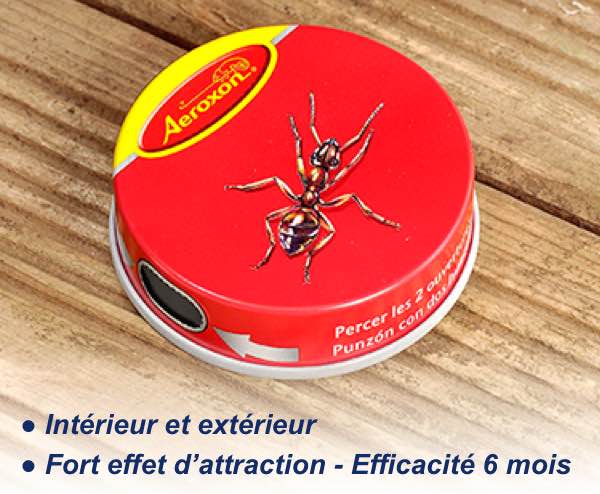 Aeroxon
Percer les 2 ouvertures
Punzón con dos
● Intérieur et extérieur
● Fort effet d’attraction - Efficacité 6 mois